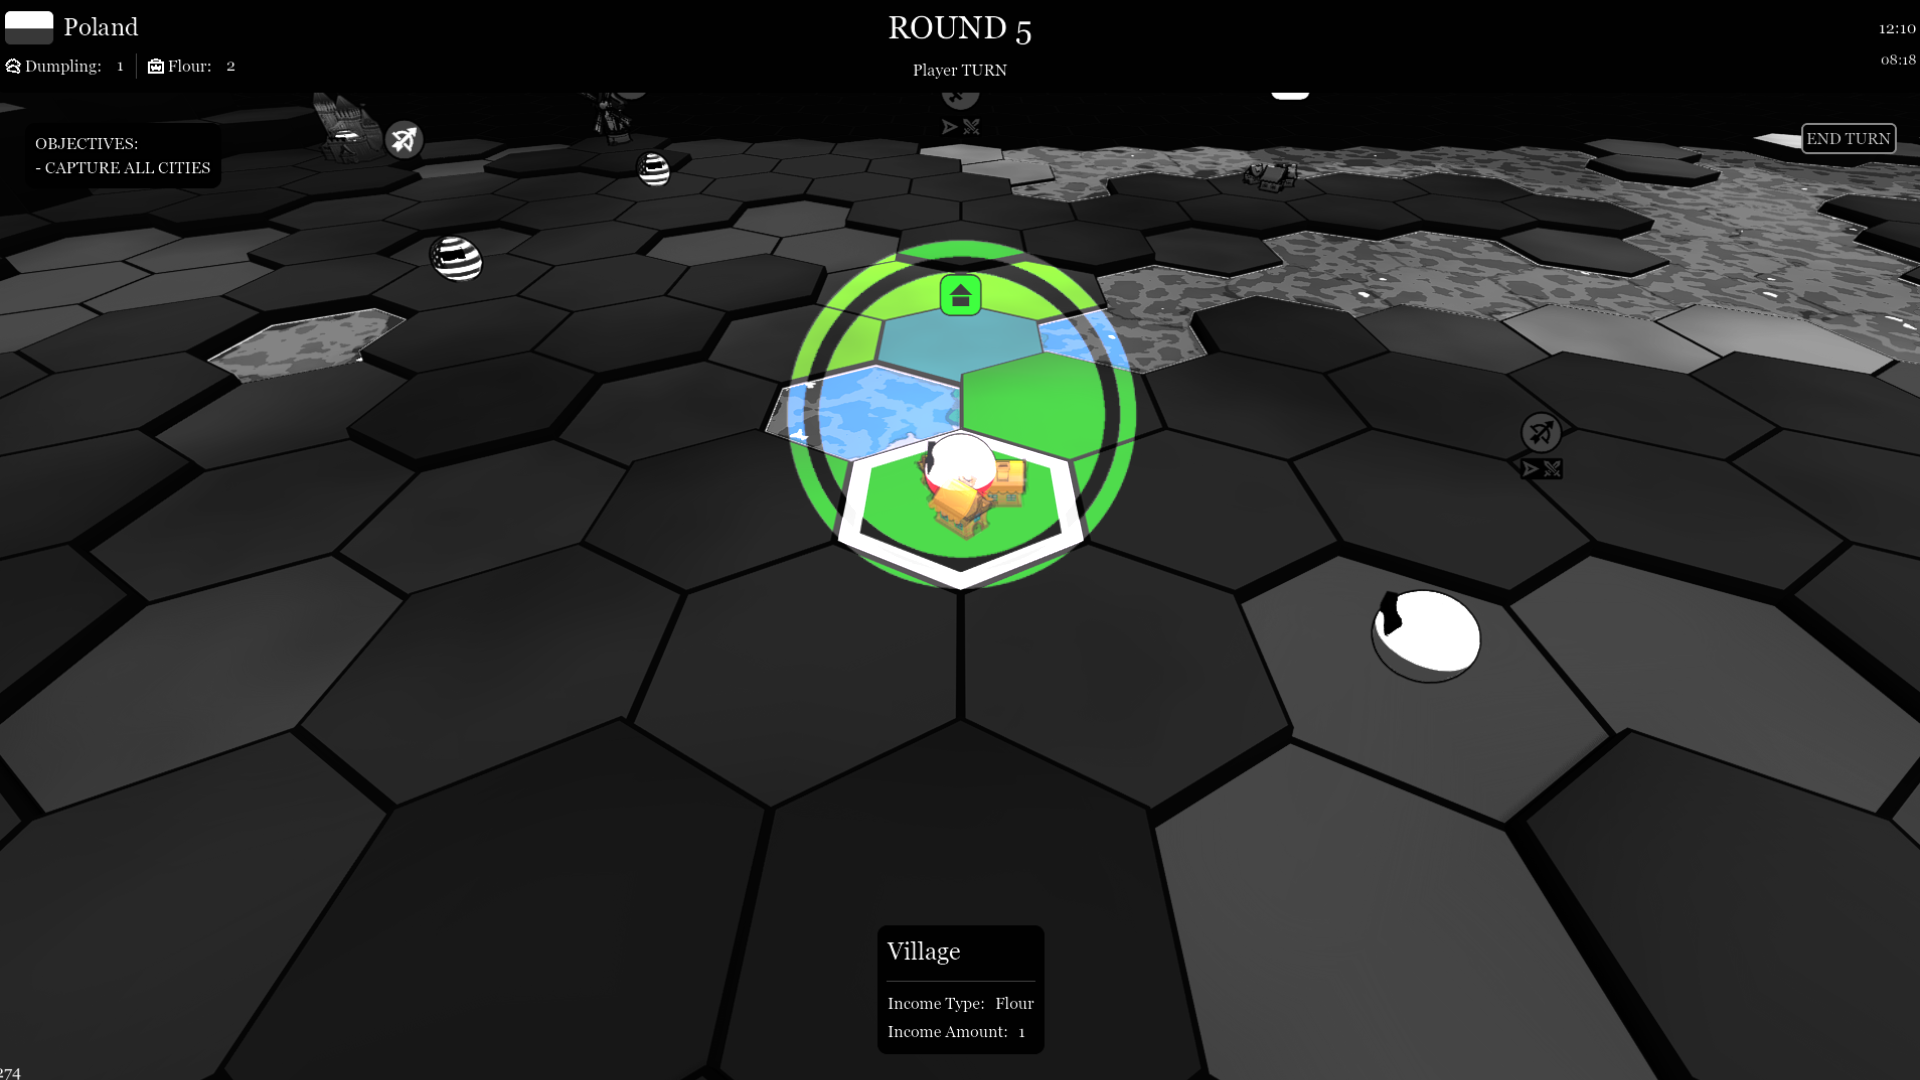 Poland
ROUND 5
12:10
Dumpling: 1
Flour: 2
Player TURN
08:18
OBJECTIVES:
- CAPTURE ALL CITIES
END TURN
Village
Income Type: Flour
Income Amount: 1
274